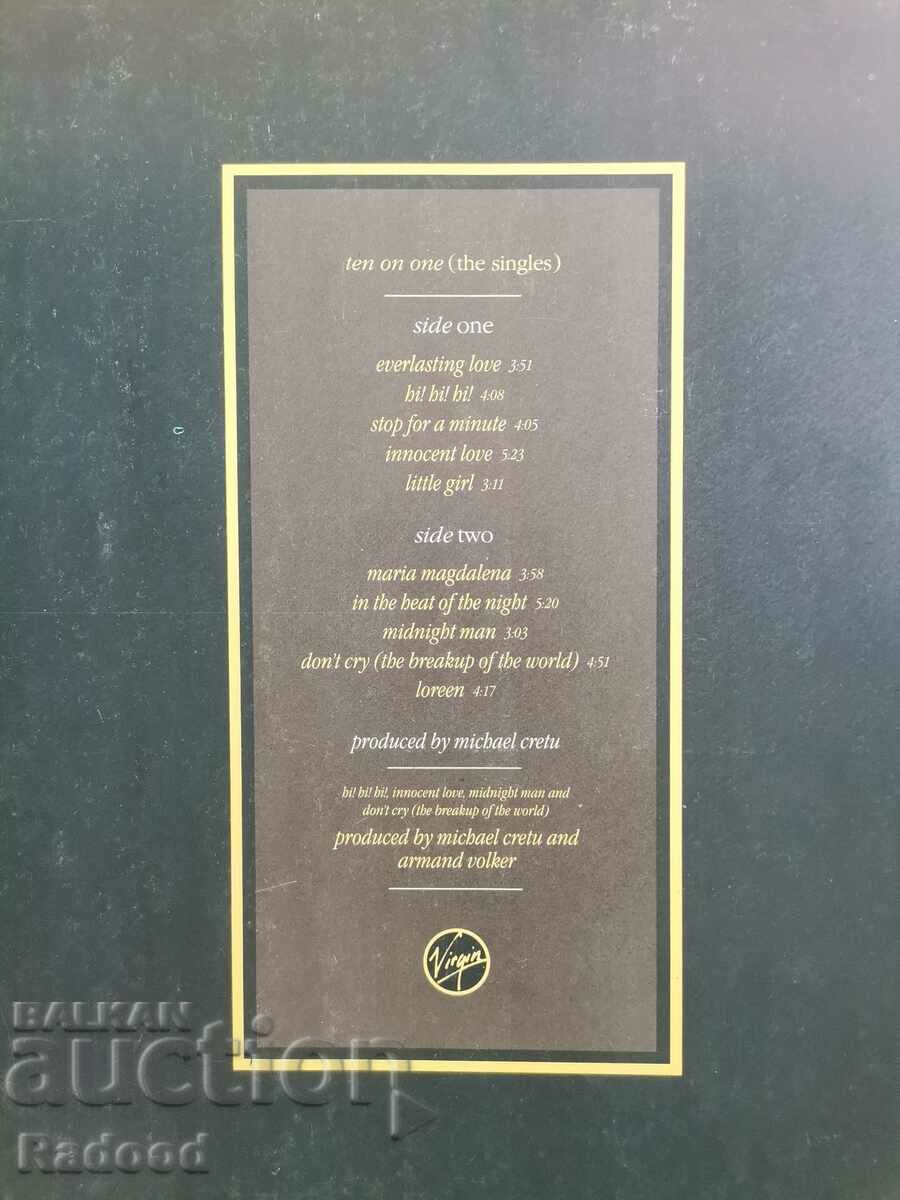 ten on one (the singles)
side one
everlasting love 3:51
hi! hi! hi! 4:08
stop for a minute 4:05
innocent love 5:23
little girl 3:11
side two
maria magdalena 3:58
in the heat of the night 5:20
midnight man 3:03
don't cry (the breakup of the world) 4:51
loreen 4:17
produced by michael cretu
hi! hi! hi!, innocent love, midnight man and
don't cry (the breakup of the world)
produced by michael cretu and
armand volker
Virgin
BALKAN
auction
Radoed